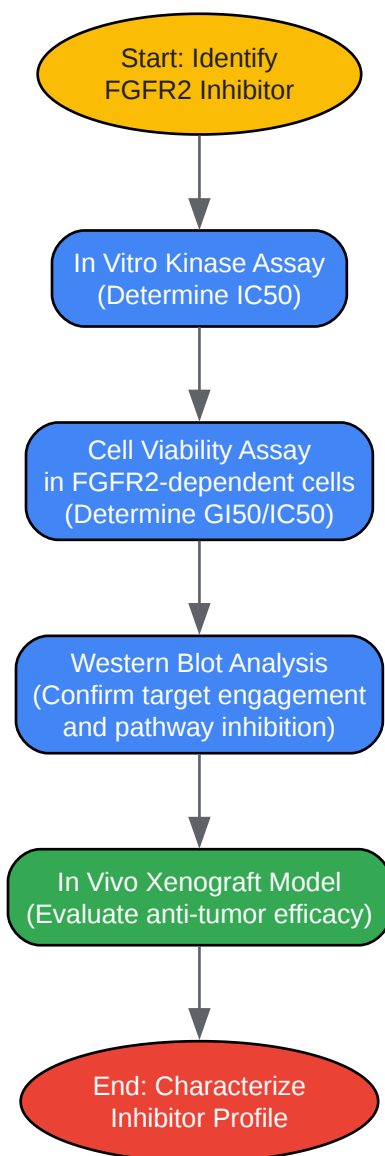 Start: Identify
FGFR2 Inhibitor
In Vitro Kinase Assay
(Determine IC50)
Cell Viability Assay
in FGFR2-dependent cells
(Determine GI50/IC50)
Western Blot Analysis
(Confirm target engagement
and pathway inhibition)
In Vivo Xenograft Model
(Evaluate anti-tumor efficacy)
End: Characterize
Inhibitor Profile